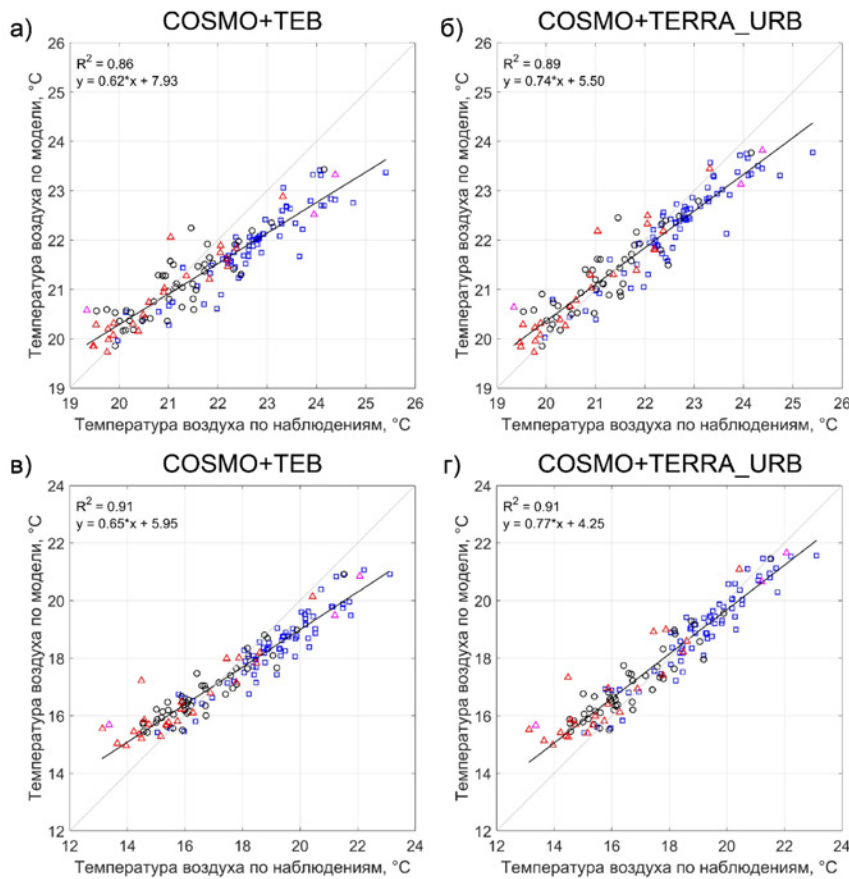 а) COSMO+TEB
б) COSMO+TERRA_URB
R² = 0.86
y = 0.62*x + 7.93
R² = 0.89
y = 0.74*x + 5.50
Температура воздуха по модели, °C
Температура воздуха по модели, °C
26
25
24
23
22
21
20
19
26
25
24
23
22
21
20
19
19 20 21 22 23 24 25 26
19 20 21 22 23 24 25 26
Температура воздуха по наблюдениям, °C
Температура воздуха по наблюдениям, °C
в) COSMO+TEB
г) COSMO+TERRA_URB
R² = 0.91
y = 0.65*x + 5.95
R² = 0.91
y = 0.77*x + 4.25
Температура воздуха по модели, °C
Температура воздуха по модели, °C
24
22
20
18
16
14
12
24
22
20
18
16
14
12
12 14 16 18 20 22 24
12 14 16 18 20 22 24
Температура воздуха по наблюдениям, °C
Температура воздуха по наблюдениям, °C